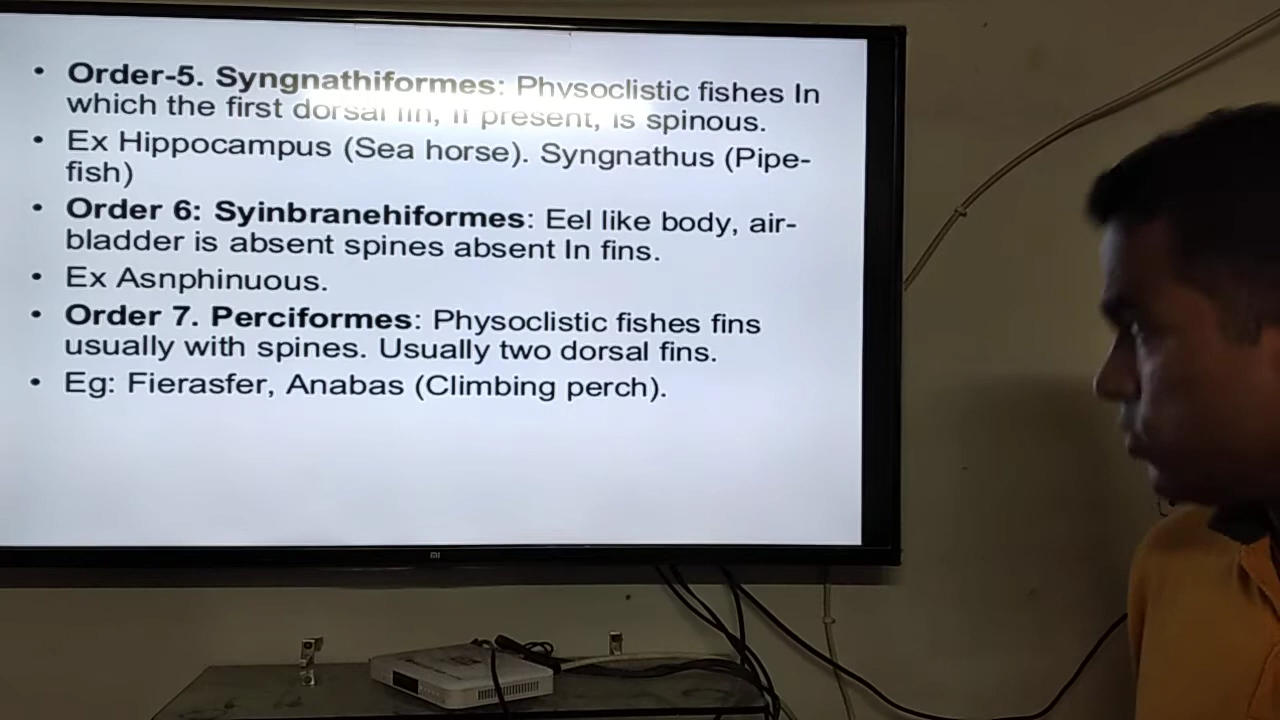 • Order-5. Syngnathiformes: Physoclistic fishes In
which the first dorsal fin, if present, is spinous.
• Ex Hippocampus (Sea horse). Syngnathus (Pipe-
fish)
• Order 6: Syinbranehiformes: Eel like body, air-
bladder is absent spines absent In fins.
• Ex Asnphinuous.
• Order 7. Perciformes: Physoclistic fishes fins
usually with spines. Usually two dorsal fins.
• Eg: Fierasfer, Anabas (Climbing perch).
mi